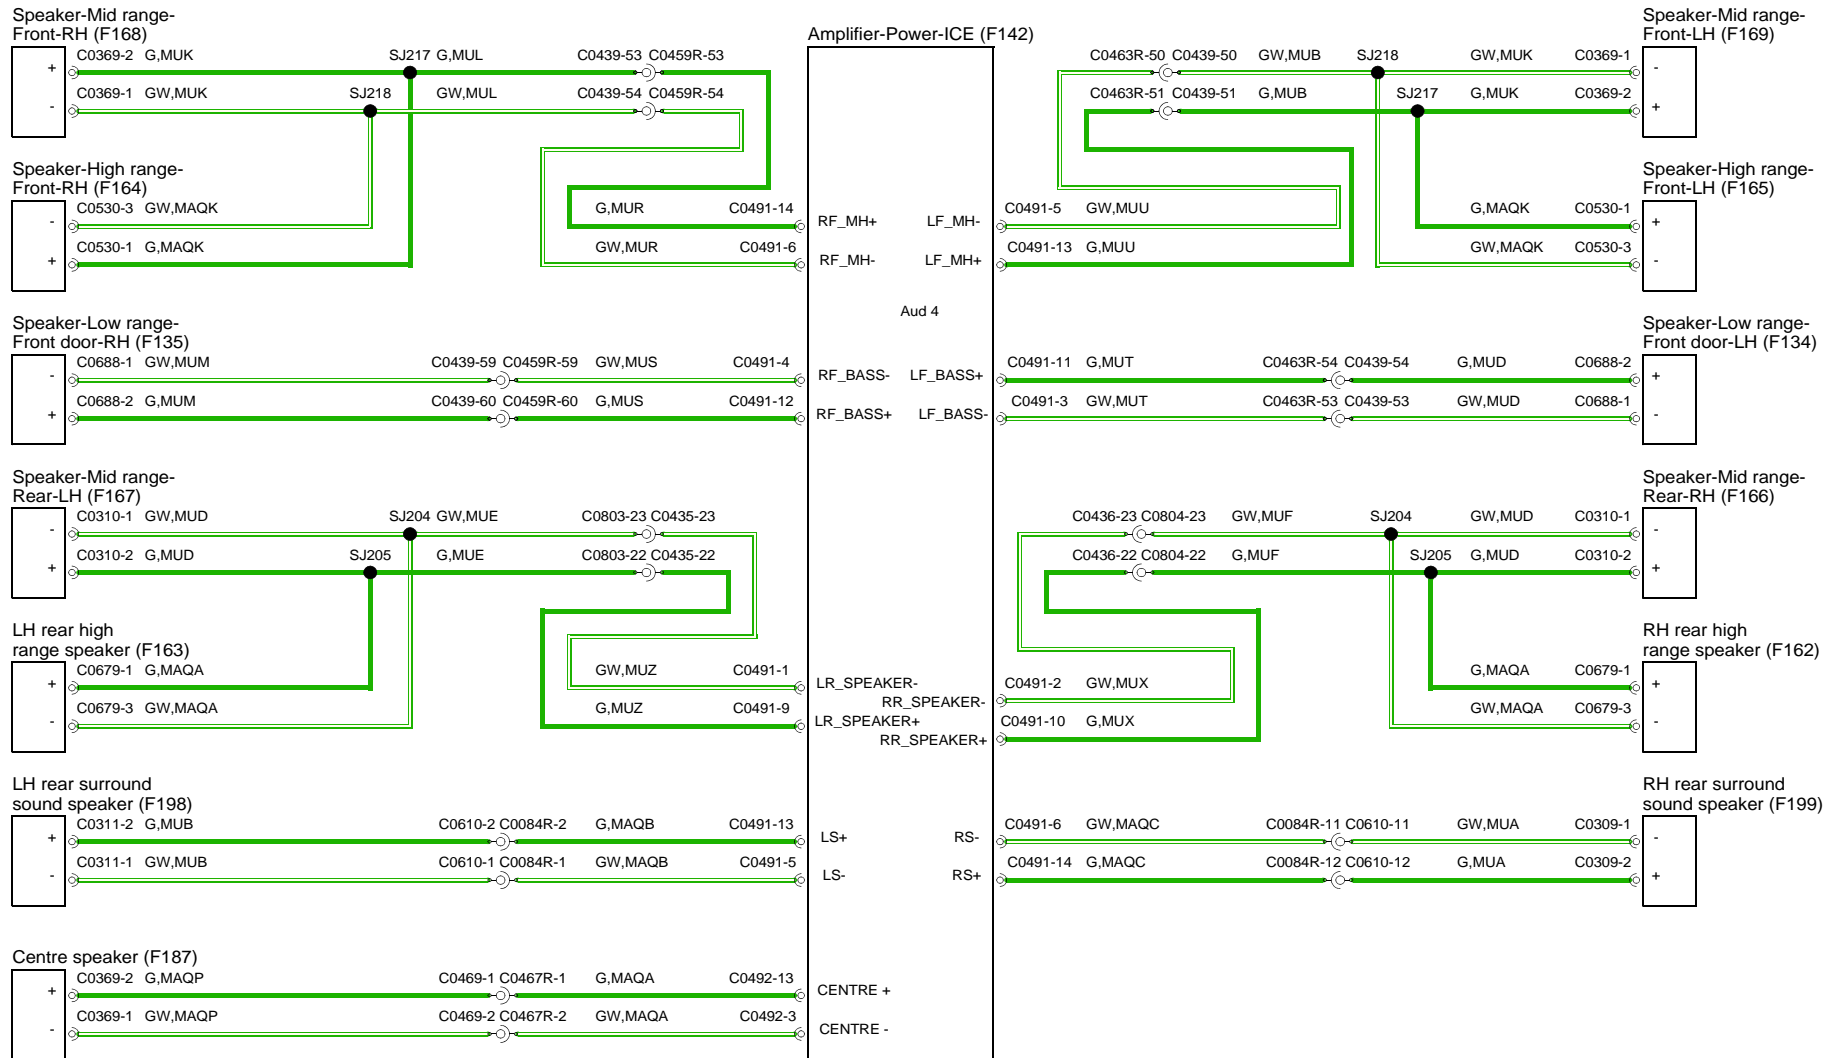 Speaker-Mid range-
Front-RH (F168)
+ C0369-2 G,MUK SJ217 G,MUL C0439-53 C0459R-53
- C0369-1 GW,MUK SJ218 GW,MUL C0439-54 C0459R-54
Speaker-High range-
Front-RH (F164)
- C0530-3 GW,MAQK G,MUR C0491-14
+ C0530-1 G,MAQK GW,MUR C0491-6
Speaker-Low range-
Front door-RH (F135)
- C0688-1 GW,MUM C0439-59 C0459R-59 GW,MUS C0491-4
+ C0688-2 G,MUM C0439-60 C0459R-60 G,MUS C0491-12
Speaker-Mid range-
Rear-LH (F167)
- C0310-1 GW,MUD SJ204 GW,MUE C0803-23 C0435-23
+ C0310-2 G,MUD SJ205 G,MUE C0803-22 C0435-22
LH rear high
range speaker (F163)
+ C0679-1 G,MAQA GW,MUZ C0491-1
- C0679-3 GW,MAQA G,MUZ C0491-9
LH rear surround
sound speaker (F198)
+ C0311-2 G,MUB C0610-2 C0084R-2 G,MAQB C0491-13
- C0311-1 GW,MUB C0610-1 C0084R-1 GW,MAQB C0491-5
Centre speaker (F187)
+ C0369-2 G,MAQP C0469-1 C0467R-1 G,MAQA C0492-13
- C0369-1 GW,MAQP C0469-2 C0467R-2 GW,MAQA C0492-3
Amplifier-Power-ICE (F142)
RF_MH+ LF_MH-
RF_MH- LF_MH+
Aud 4
RF_BASS- LF_BASS+
RF_BASS+ LF_BASS-
LR_SPEAKER-
RR_SPEAKER-
LR_SPEAKER+
RR_SPEAKER+
LS+ RS-
LS- RS+
CENTRE +
CENTRE -
Speaker-Mid range-
Front-LH (F169)
C0463R-50 C0439-50 GW,MUB SJ218 GW,MUK C0369-1 -
C0463R-51 C0439-51 G,MUB SJ217 G,MUK C0369-2 +
Speaker-High range-
Front-LH (F165)
C0491-5 GW,MUU G,MAQK C0530-1 +
C0491-13 G,MUU GW,MAQK C0530-3 -
Speaker-Low range-
Front door-LH (F134)
C0491-11 G,MUT C0463R-54 C0439-54 G,MUD C0688-2 +
C0491-3 GW,MUT C0463R-53 C0439-53 GW,MUD C0688-1 -
Speaker-Mid range-
Rear-RH (F166)
C0436-23 C0804-23 GW,MUF SJ204 GW,MUD C0310-1 -
C0436-22 C0804-22 G,MUF SJ205 G,MUD C0310-2 +
RH rear high
range speaker (F162)
C0491-2 GW,MUX G,MAQA C0679-1 +
C0491-10 G,MUX GW,MAQA C0679-3 -
RH rear surround
sound speaker (F199)
C0491-6 GW,MAQC C0084R-11 C0610-11 GW,MUA C0309-1 -
C0491-14 G,MAQC C0084R-12 C0610-12 G,MUA C0309-2 +